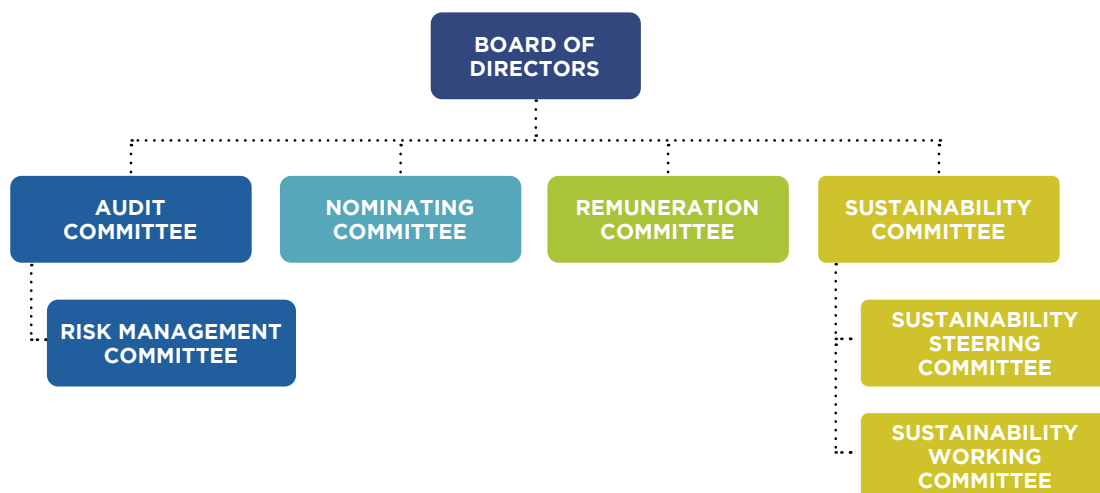 BOARD OF
DIRECTORS
AUDIT
COMMITTEE
NOMINATING
COMMITTEE
REMUNERATION
COMMITTEE
SUSTAINABILITY
COMMITTEE
RISK MANAGEMENT
COMMITTEE
SUSTAINABILITY
STEERING
COMMITTEE
SUSTAINABILITY
WORKING
COMMITTEE